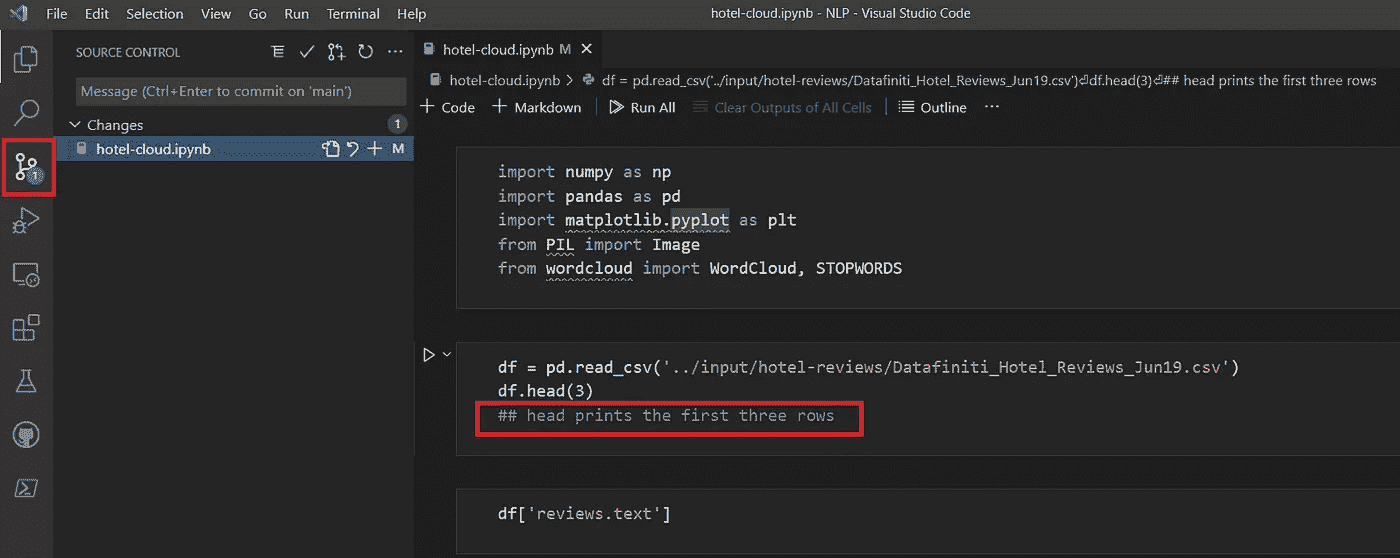 File Edit Selection View Go Run Terminal Help
hotel-cloud.ipynb - NLP - Visual Studio Code
SOURCE CONTROL
Message (Ctrl+Enter to commit on 'main')
Changes 1
hotel-cloud.ipynb M
1
hotel-cloud.ipynb M
hotel-cloud.ipynb > df = pd.read_csv('../input/hotel-reviews/Datafiniti_Hotel_Reviews_Jun19.csv')⏎df.head(3)⏎## head prints the first three rows
+ Code + Markdown Run All Clear Outputs of All Cells Outline ···
import numpy as np
import pandas as pd
import matplotlib.pyplot as plt
from PIL import Image
from wordcloud import WordCloud, STOPWORDS
df = pd.read_csv('../input/hotel-reviews/Datafiniti_Hotel_Reviews_Jun19.csv')
df.head(3)
## head prints the first three rows
df['reviews.text']